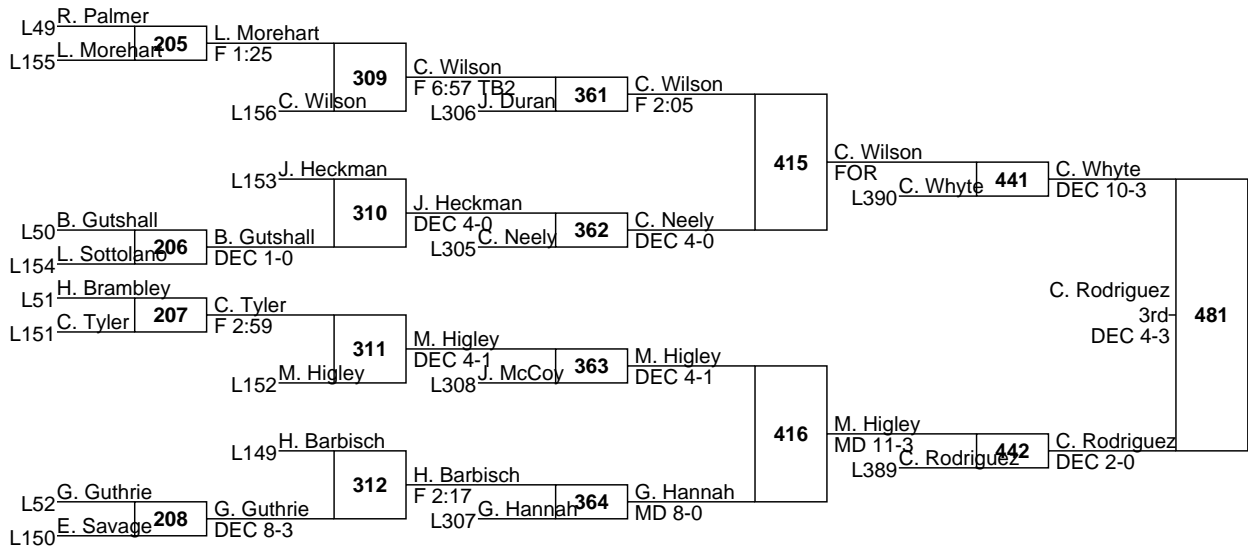 L49 R. Palmer
205
L155 L. Morehart
L. Morehart
F 1:25
309
L156 C. Wilson
C. Wilson
F 6:57 TB2
L306 J. Duran
361
C. Wilson
F 2:05
L153 J. Heckman
310
L50 B. Gutshall
206
L154 L. Sottolano
B. Gutshall
DEC 1-0
J. Heckman
DEC 4-0
L305 C. Neely
362
C. Neely
DEC 4-0
415
C. Wilson
FOR
L390 C. Whyte
441
C. Whyte
DEC 10-3
L51 H. Brambley
207
L151 C. Tyler
C. Tyler
F 2:59
311
L152 M. Higley
M. Higley
DEC 4-1
L308 J. McCoy
363
M. Higley
DEC 4-1
L149 H. Barbisch
312
L52 G. Guthrie
208
L150 E. Savage
G. Guthrie
DEC 8-3
H. Barbisch
F 2:17
L307 G. Hannah
364
G. Hannah
MD 8-0
416
M. Higley
MD 11-3
L389 C. Rodriguez
442
C. Rodriguez
DEC 2-0
481
C. Rodriguez
3rd
DEC 4-3